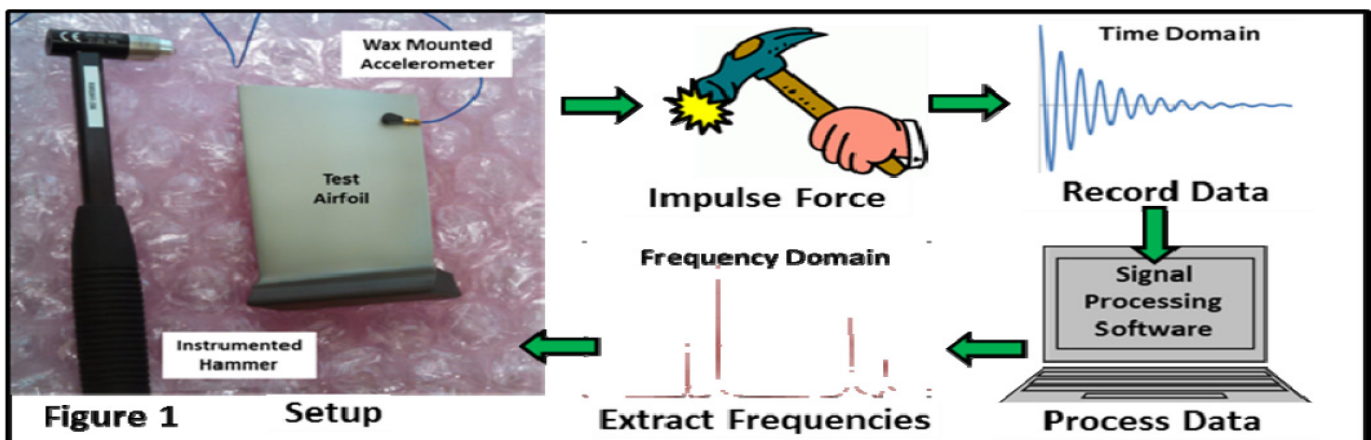 Wax Mounted
Accelerometer
Test
Airfoil
Instrumented
Hammer
Figure 1
Setup
Impulse Force
Time Domain
Record Data
Signal
Processing
Software
Process Data
Frequency Domain
Extract Frequencies